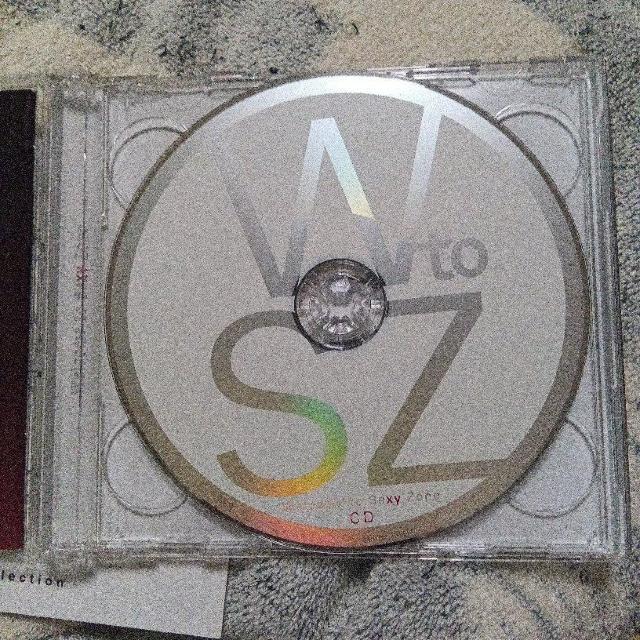 W to
SZ
Sexy Zone
CD
lection